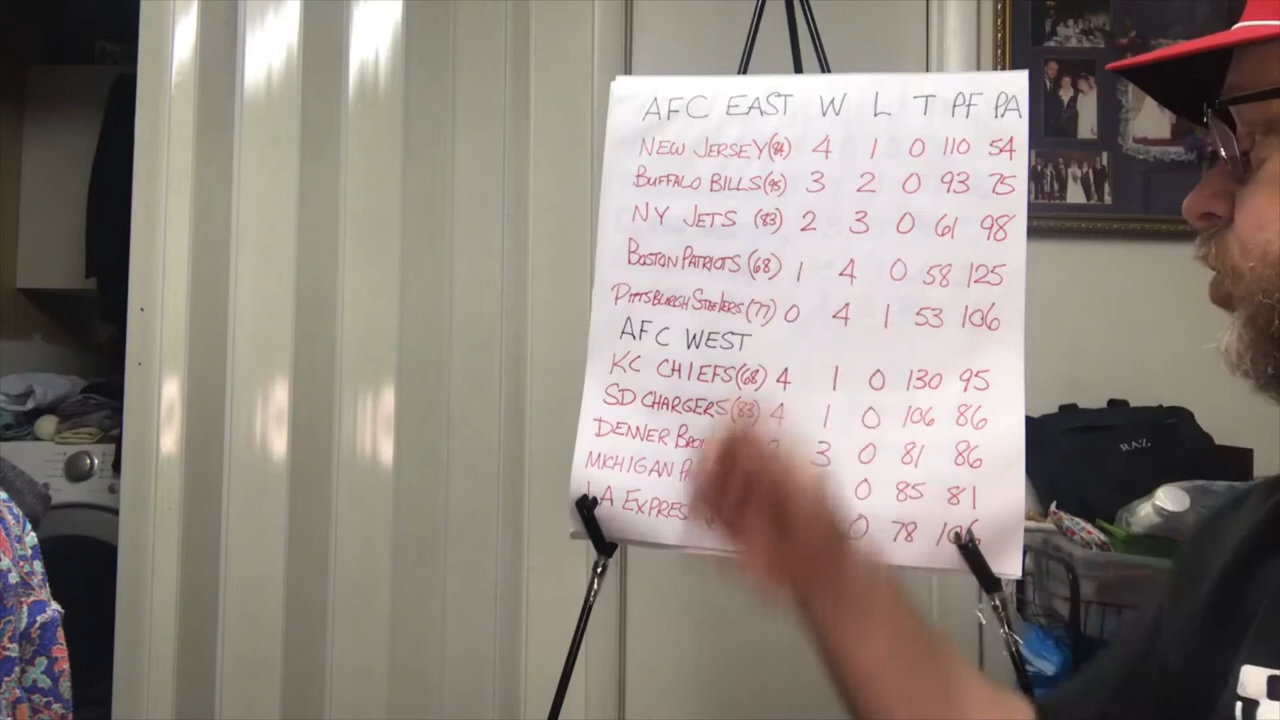 AFC EAST W L T PF PA
NEW JERSEY (84) 4 1 0 110 54
BUFFALO BILLS (95) 3 2 0 93 75
NY JETS (83) 2 3 0 61 98
BOSTON PATRIOTS (68) 1 4 0 58 125
PITTSBURGH STEELERS (77) 0 4 1 53 106
AFC WEST
KC CHIEFS (68) 4 1 0 130 95
SD CHARGERS (83) 4 1 0 106 86
DENVER 3 0 81 86
MICHIGAN 0 85 81
LA EXPRES 0 78 106
RAZ